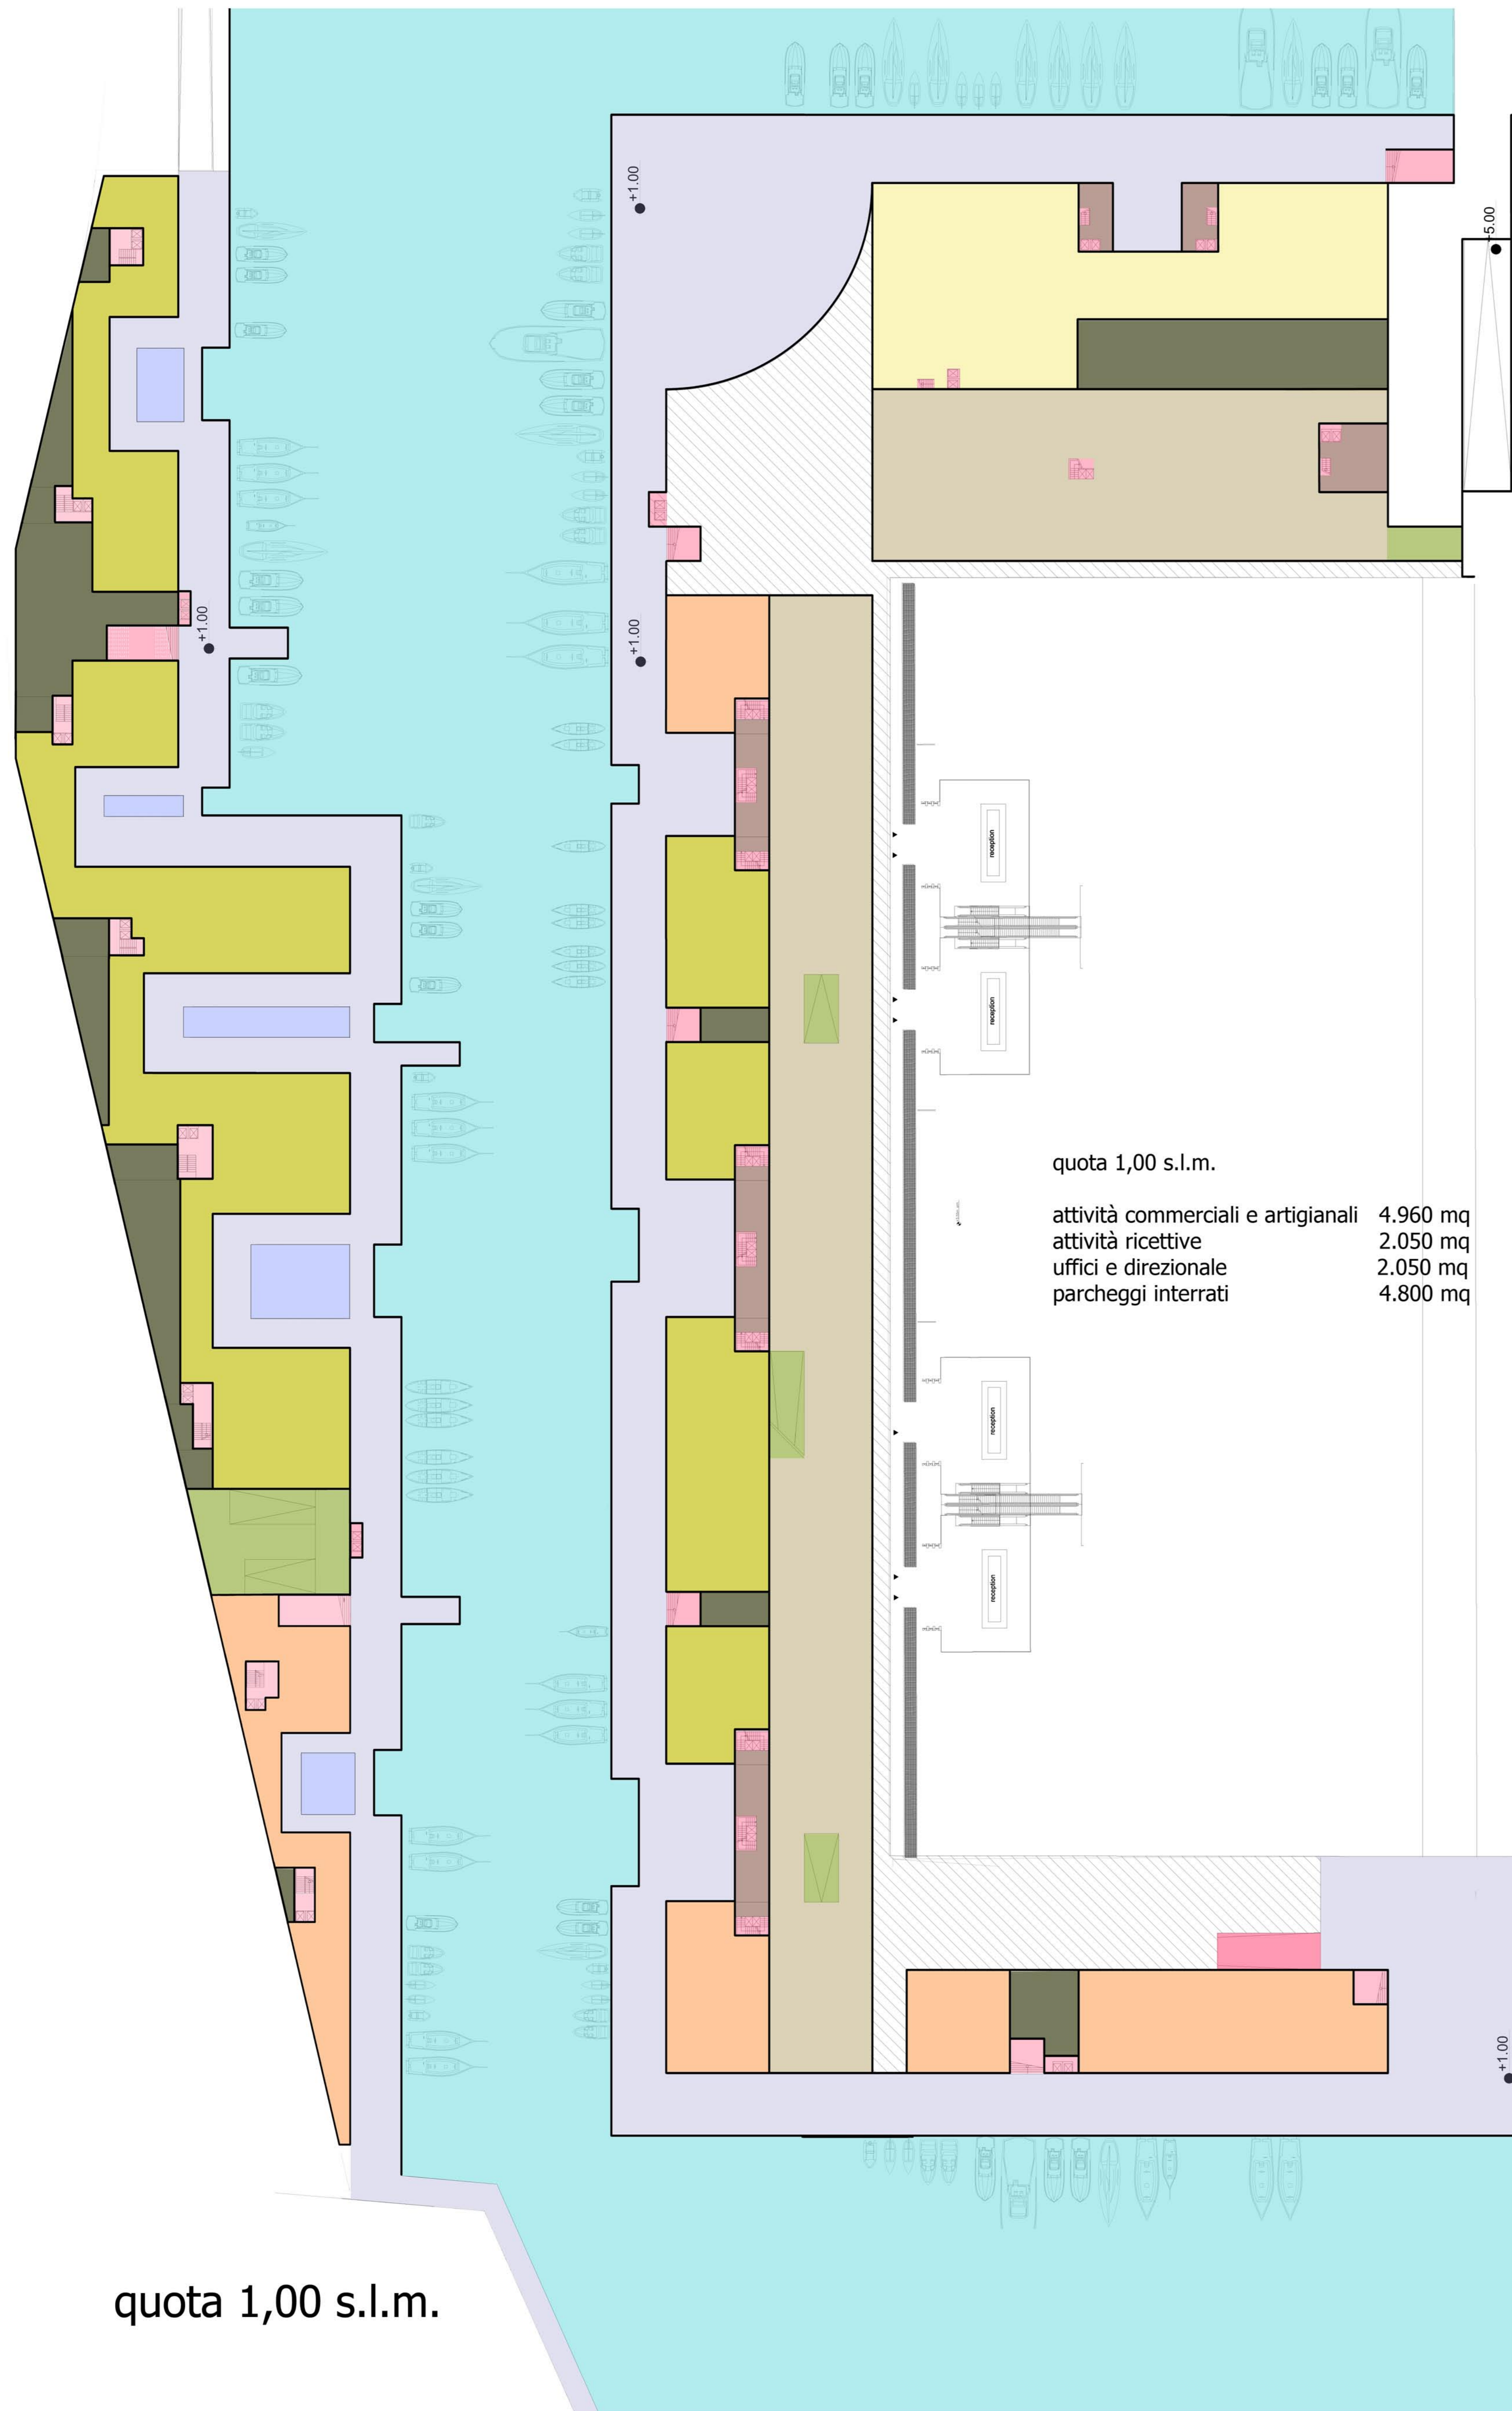 +1.00
-5.00
+1.00
+1.00
reception
reception
quota 1,00 s.l.m.
attività commerciali e artigianali 4.960 mq
attività ricettive 2.050 mq
uffici e direzionale 2.050 mq
parcheggi interrati 4.800 mq
reception
reception
+1.00
quota 1,00 s.l.m.